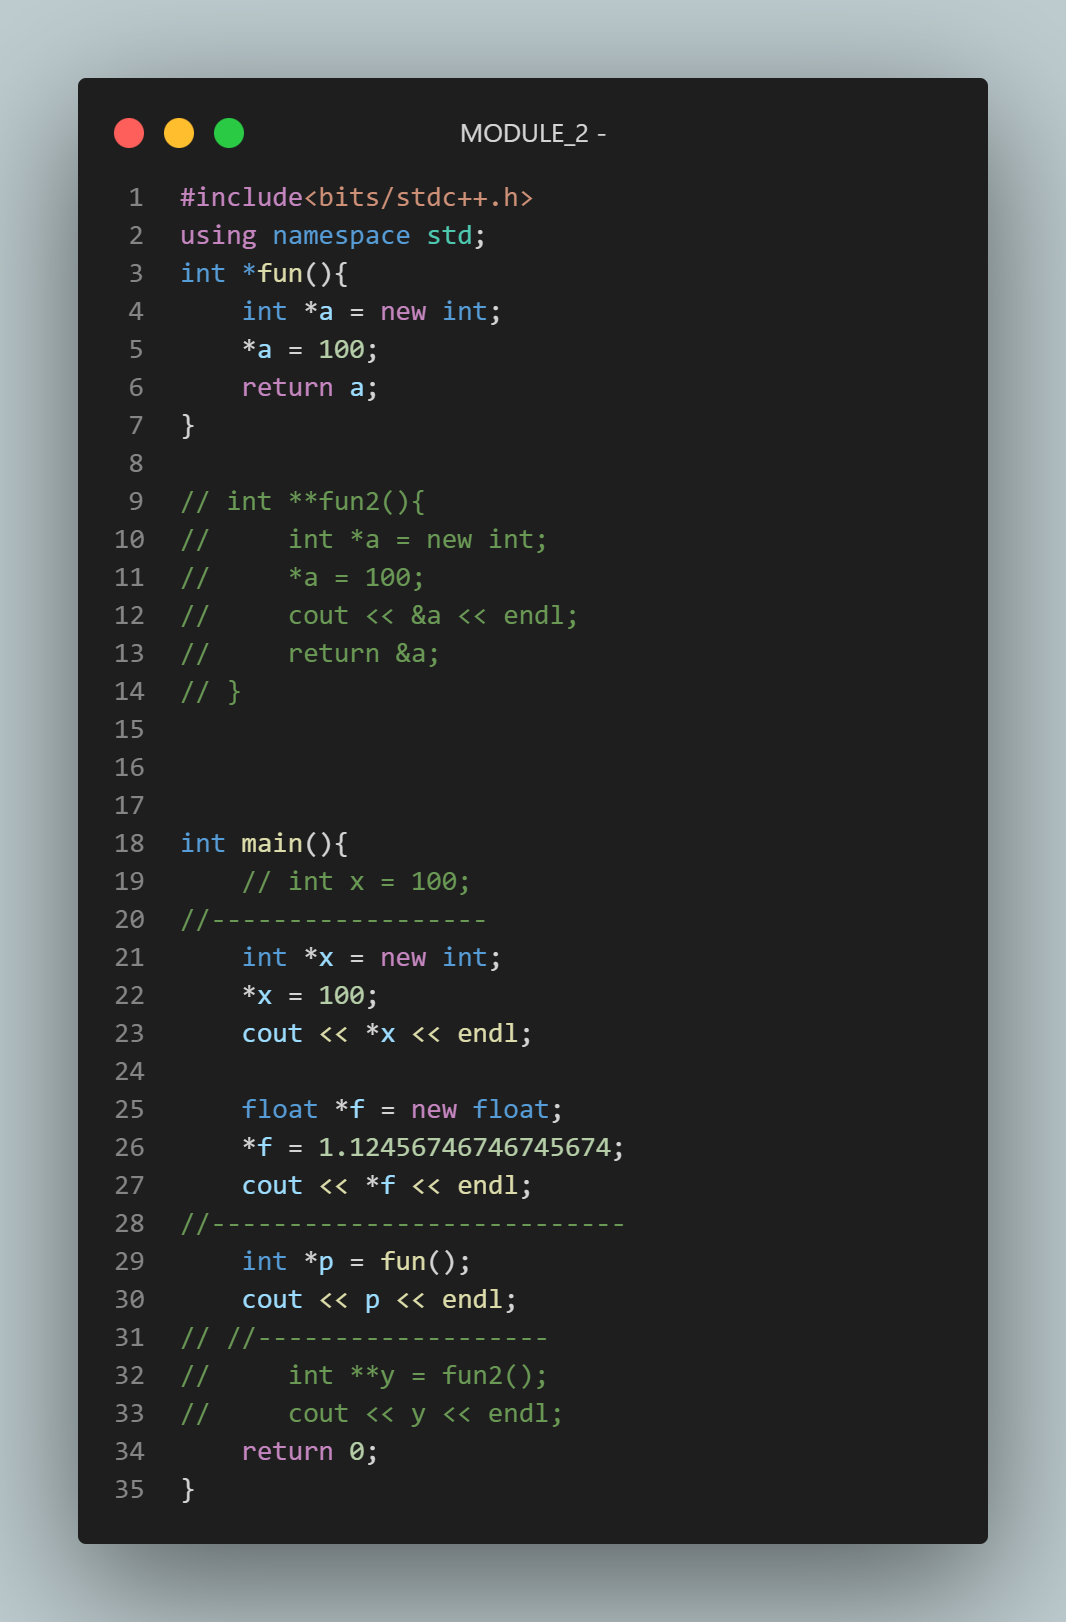 MODULE_2 -
1 #include<bits/stdc++.h>
2 using namespace std;
3 int *fun(){
4     int *a = new int;
5     *a = 100;
6     return a;
7 }
8
9 // int **fun2(){
10 //     int *a = new int;
11 //     *a = 100;
12 //     cout << &a << endl;
13 //     return &a;
14 // }
15
16
17
18 int main(){
19     // int x = 100;
20 //------------------
21     int *x = new int;
22     *x = 100;
23     cout << *x << endl;
24
25     float *f = new float;
26     *f = 1.12456746746745674;
27     cout << *f << endl;
28 //---------------------------
29     int *p = fun();
30     cout << p << endl;
31 // //-------------------
32 //     int **y = fun2();
33 //     cout << y << endl;
34     return 0;
35 }